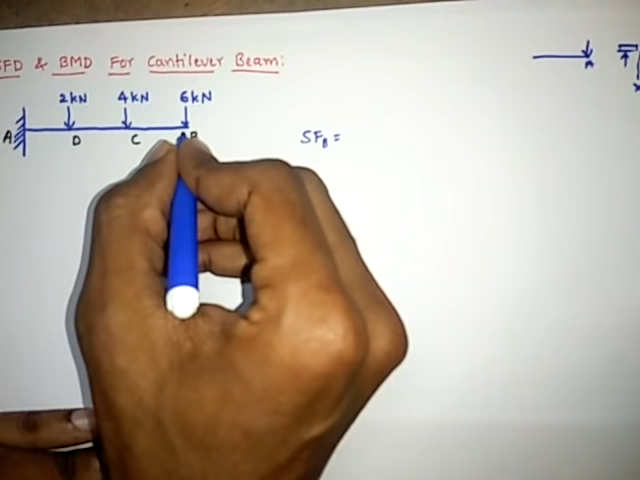 SFD & BMD For Cantilever Beam:
2kN 4kN 6kN
A D C B
SFB =
A